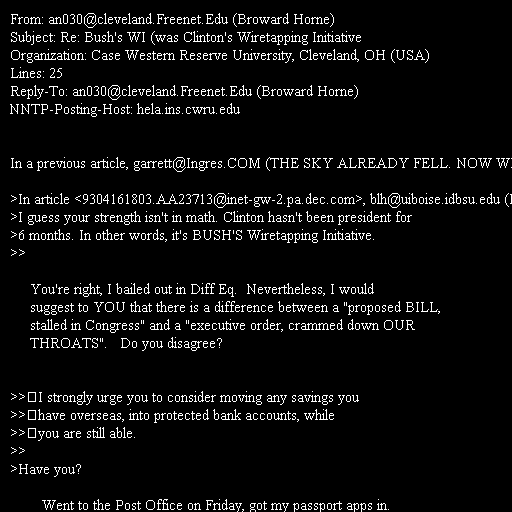 From: an030@cleveland.Freenet.Edu (Broward Horne)
Subject: Re: Bush's WI (was Clinton's Wiretapping Initiative
Organization: Case Western Reserve University, Cleveland, OH (USA)
Lines: 25
Reply-To: an030@cleveland.Freenet.Edu (Broward Horne)
NNTP-Posting-Host: hela.ins.cwru.edu
In a previous article, garrett@Ingres.COM (THE SKY ALREADY FELL. NOW
>In article <9304161803.AA23713@inet-gw-2.pa.dec.com>, blh@uiboise.idbsu.edu
>I guess your strength isn't in math. Clinton hasn't been president for
>6 months. In other words, it's BUSH'S Wiretapping Initiative.
>>
You're right, I bailed out in Diff Eq. Nevertheless, I would
suggest to YOU that there is a difference between a "proposed BILL,
stalled in Congress" and a "executive order, crammed down OUR
THROATS". Do you disagree?
>>I strongly urge you to consider moving any savings you
>>have overseas, into protected bank accounts, while
>>you are still able.
>>
>Have you?
Went to the Post Office on Friday, got my passport apps in.